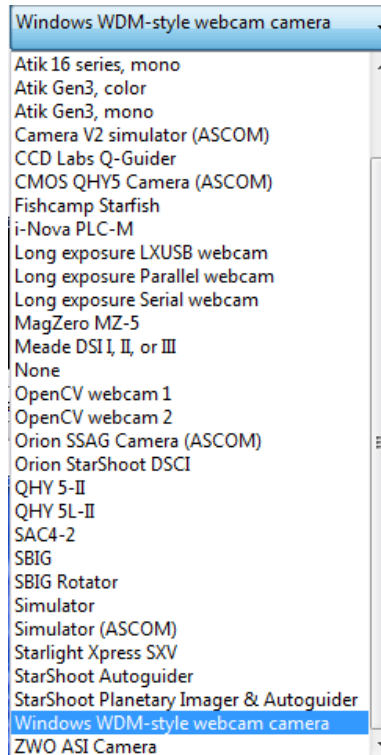 Windows WDM-style webcam camera
Atik 16 series, mono
Atik Gen3, color
Atik Gen3, mono
Camera V2 simulator (ASCOM)
CCD Labs Q-Guider
CMOS QHY5 Camera (ASCOM)
Fishcamp Starfish
i-Nova PLC-M
Long exposure LXUSB webcam
Long exposure Parallel webcam
Long exposure Serial webcam
MagZero MZ-5
Meade DSI I, II, or III
None
OpenCV webcam 1
OpenCV webcam 2
Orion SSAG Camera (ASCOM)
Orion StarShoot DSCI
QHY 5-II
QHY 5L-II
SAC4-2
SBIG
SBIG Rotator
Simulator
Simulator (ASCOM)
Starlight Xpress SXV
StarShoot Autoguider
StarShoot Planetary Imager & Autoguider
Windows WDM-style webcam camera
ZWO ASI Camera